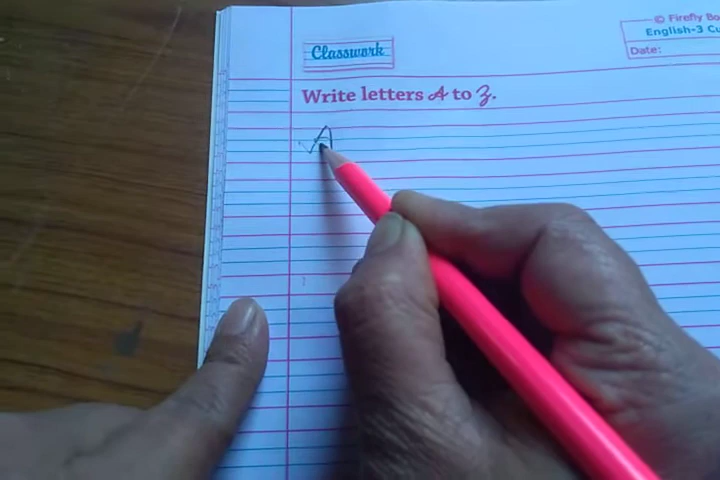 © Firefly Bo
English-3 Cu
Classwork
Date:
Write letters A to Z.
A